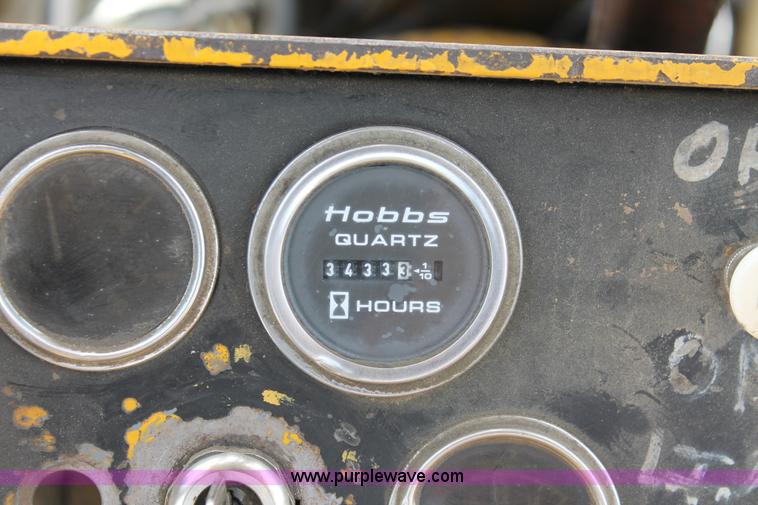 Hobbs
QUARTZ
34333 ◄1/10
HOURS
www.purplewave.com